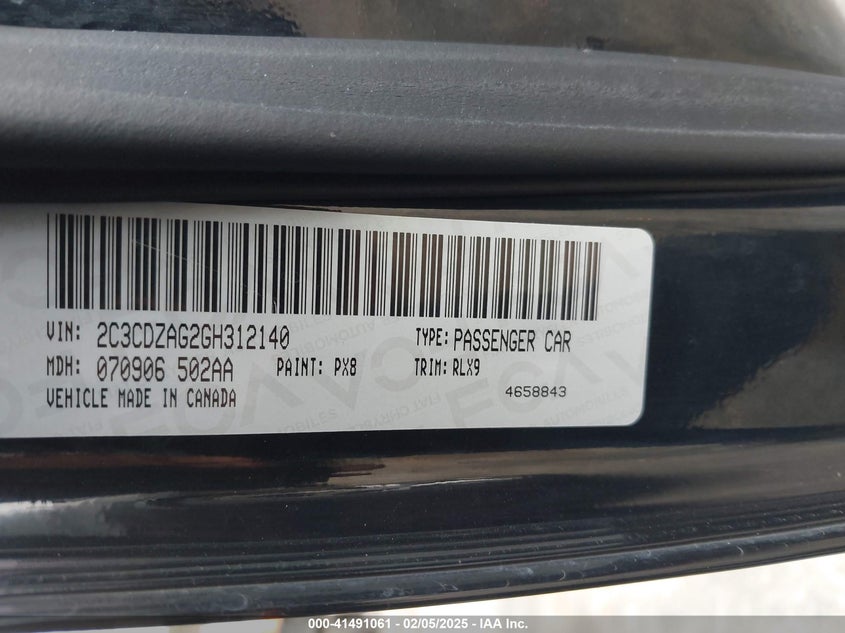 VIN: 2C3CDZAG2GH312140 TYPE: PASSENGER CAR
MDH: 070906 502AA PAINT: PX8 TRIM: RLX9
VEHICLE MADE IN CANADA 4658843
000-41491061 - 02/05/2025 - IAA Inc.